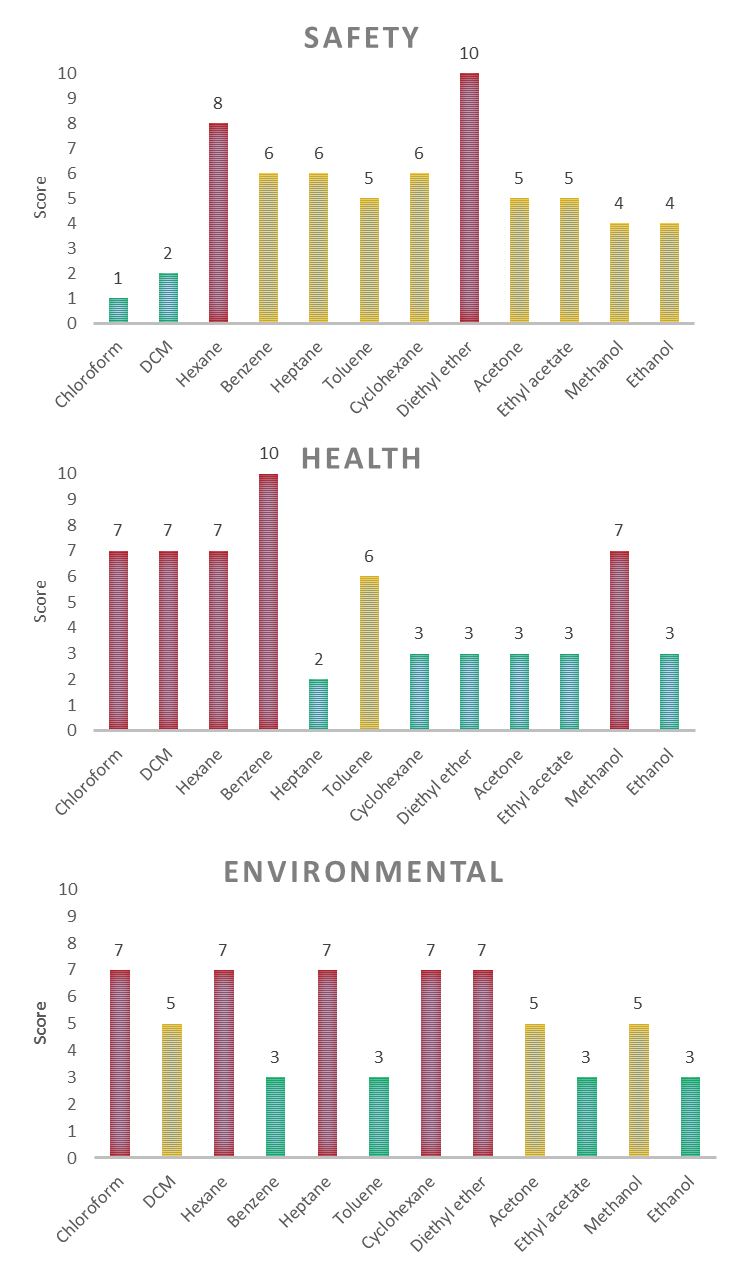 SAFETY
10
9
8
7
6
5
4
3
2
1
0
Score
1
2
8
6
6
5
6
10
5
5
4
4
Chloroform
DCM
Hexane
Benzene
Heptane
Toluene
Cyclohexane
Diethyl ether
Acetone
Ethyl acetate
Methanol
Ethanol
HEALTH
10
9
8
7
6
5
4
3
2
1
0
Score
7
7
7
10
2
6
3
3
3
3
7
3
Chloroform
DCM
Hexane
Benzene
Heptane
Toluene
Cyclohexane
Diethyl ether
Acetone
Ethyl acetate
Methanol
Ethanol
ENVIRONMENTAL
10
9
8
7
6
5
4
3
2
1
0
Score
7
5
7
3
7
3
7
7
5
3
5
3
Chloroform
DCM
Hexane
Benzene
Heptane
Toluene
Cyclohexane
Diethyl ether
Acetone
Ethyl acetate
Methanol
Ethanol